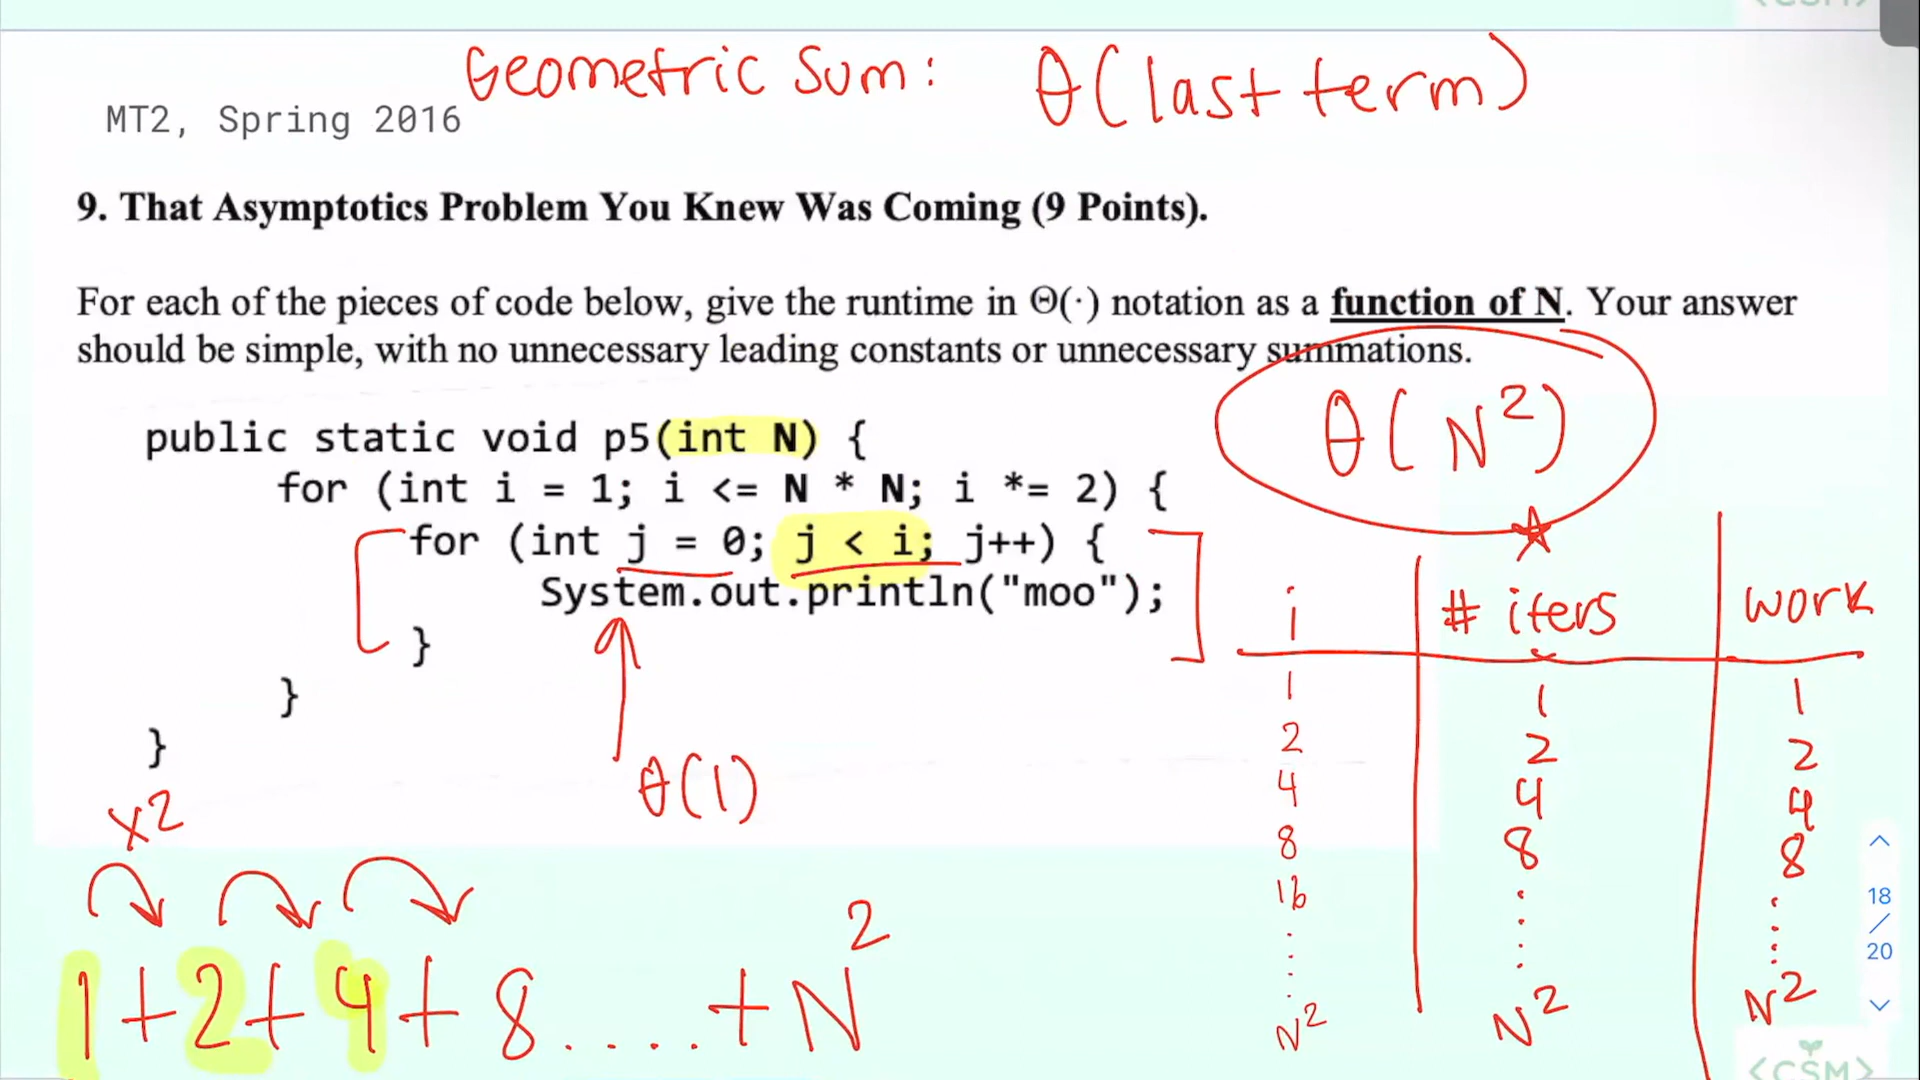 <CSM>
Geometric Sum: θ(last term)
MT2, Spring 2016
9. That Asymptotics Problem You Knew Was Coming (9 Points).
For each of the pieces of code below, give the runtime in Θ(·) notation as a function of N. Your answer
should be simple, with no unnecessary leading constants or unnecessary summations.
θ(N²)
public static void p5(int N) {
for (int i = 1; i <= N * N; i *= 2) {
for (int j = 0; j < i; j++) {
System.out.println("moo");
}
}
}
θ(1)
i # iters work
1 1 1
2 2 2
4 4 4
8 8 8
16 ⋮ ⋮
⋮
N² N² N²
x2
1+2+4+8.....+N²
18
/
20
<CSM>